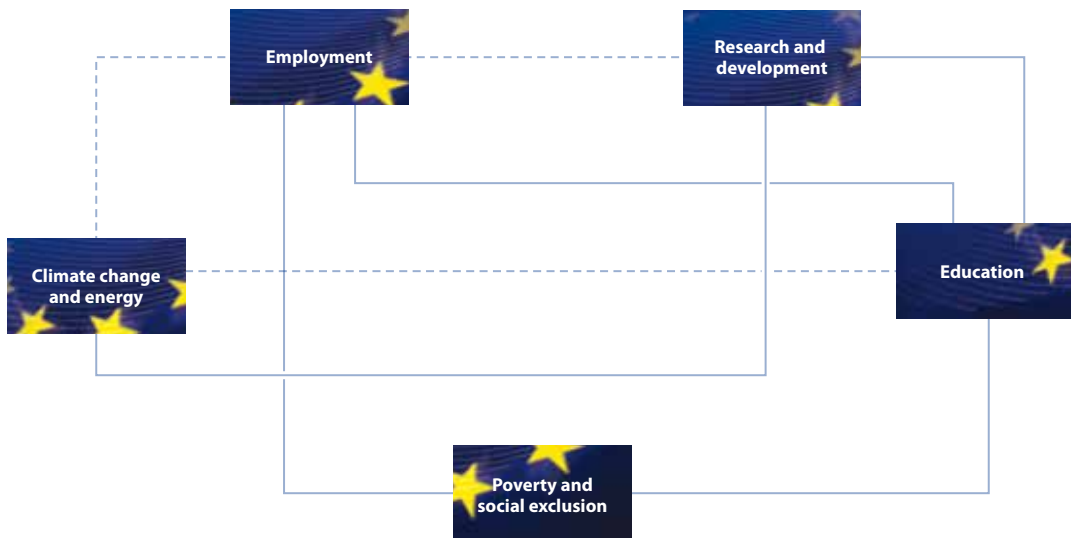 Employment
Research and
development
Climate change
and energy
Education
Poverty and
social exclusion